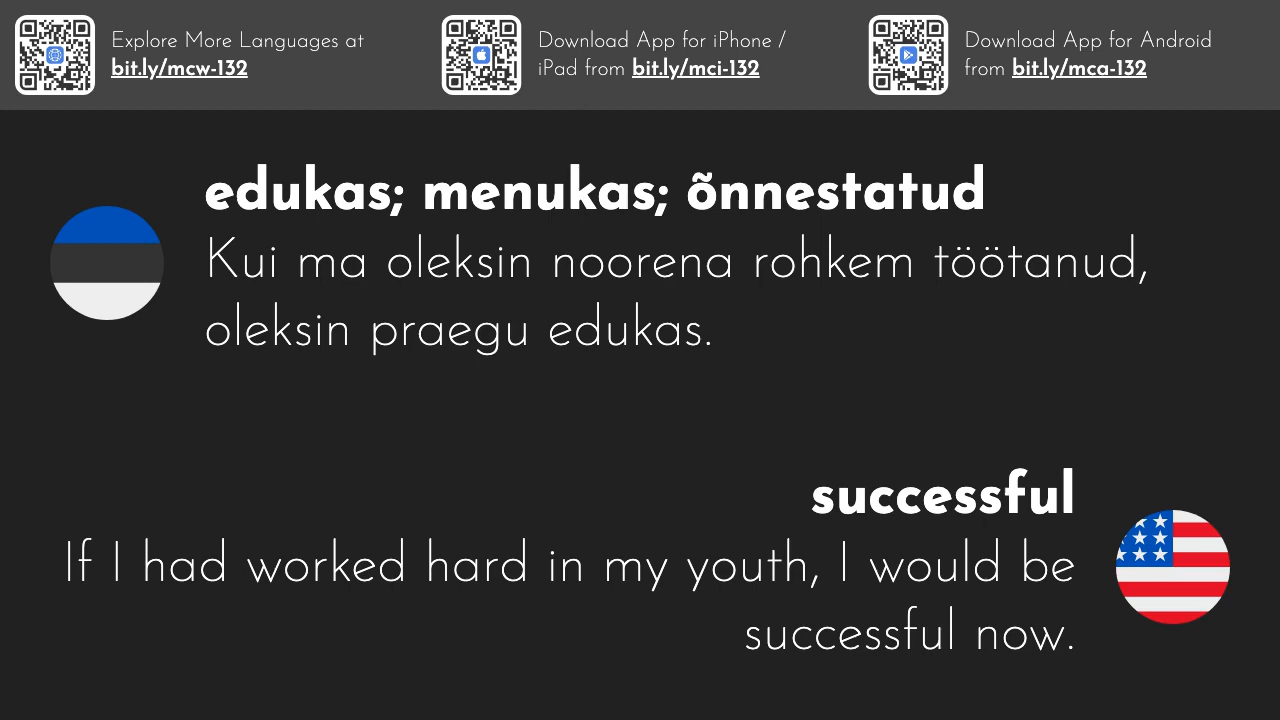 Explore More Languages at
bit.ly/mcw-132
Download App for iPhone /
iPad from bit.ly/mci-132
Download App for Android
from bit.ly/mca-132
edukas; menukas; õnnestatud
Kui ma oleksin noorena rohkem töötanud,
oleksin praegu edukas.
successful
If I had worked hard in my youth, I would be
successful now.